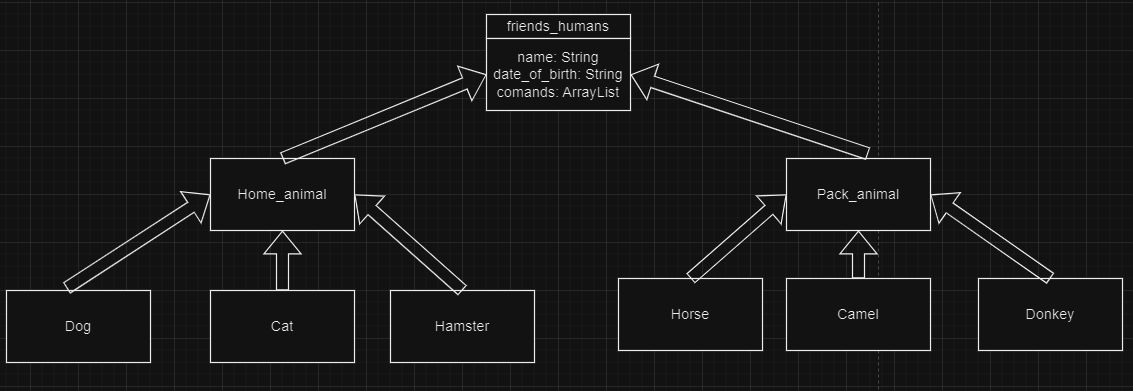 friends_humans
name: String
date_of_birth: String
comands: ArrayList
Home_animal
Pack_animal
Dog
Cat
Hamster
Horse
Camel
Donkey